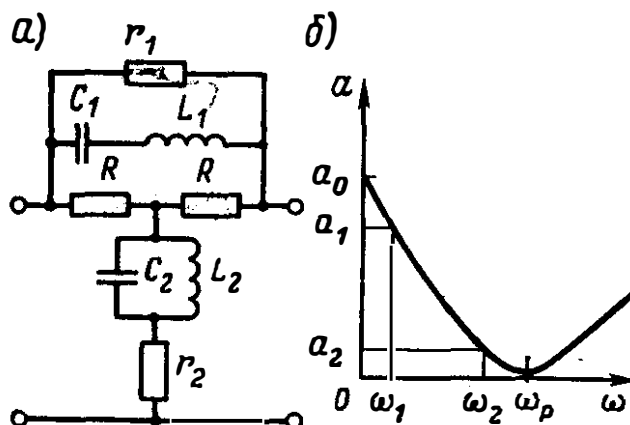 а) r₁ б)
C₁ L₁ a
R R a₀
a₁
C₂ L₂
r₂ a₂
0 ω₁ ω₂ ωₚ ω